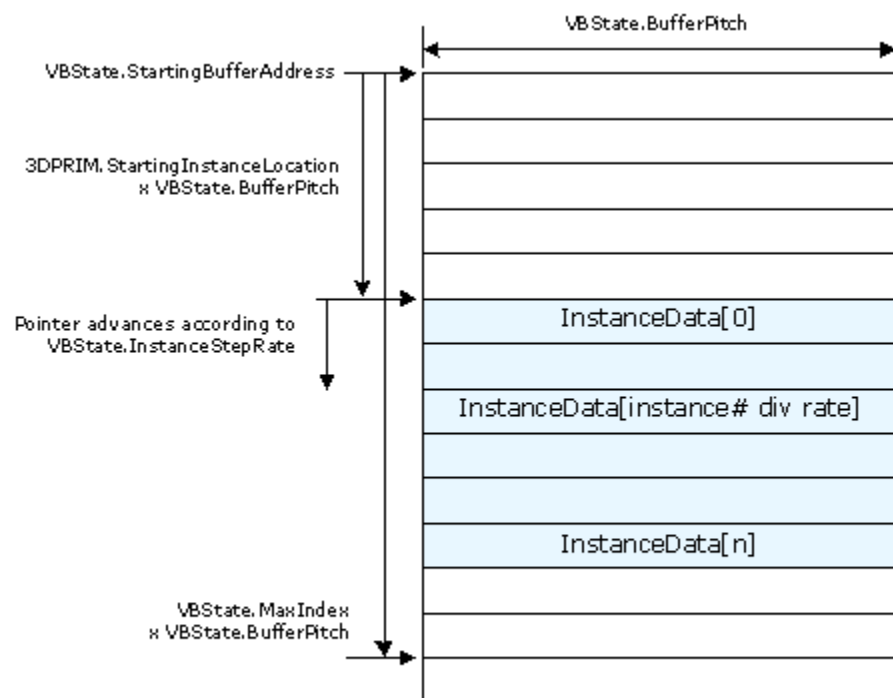 VBState.BufferPitch
VBState.StartingBufferAddress
3DPRIM.StartingInstanceLocation
x VBState.BufferPitch
InstanceData[0]
Pointer advances according to
VBState.InstanceStepRate
InstanceData[instance# div rate]
InstanceData[n]
VBState.MaxIndex
x VBState.BufferPitch